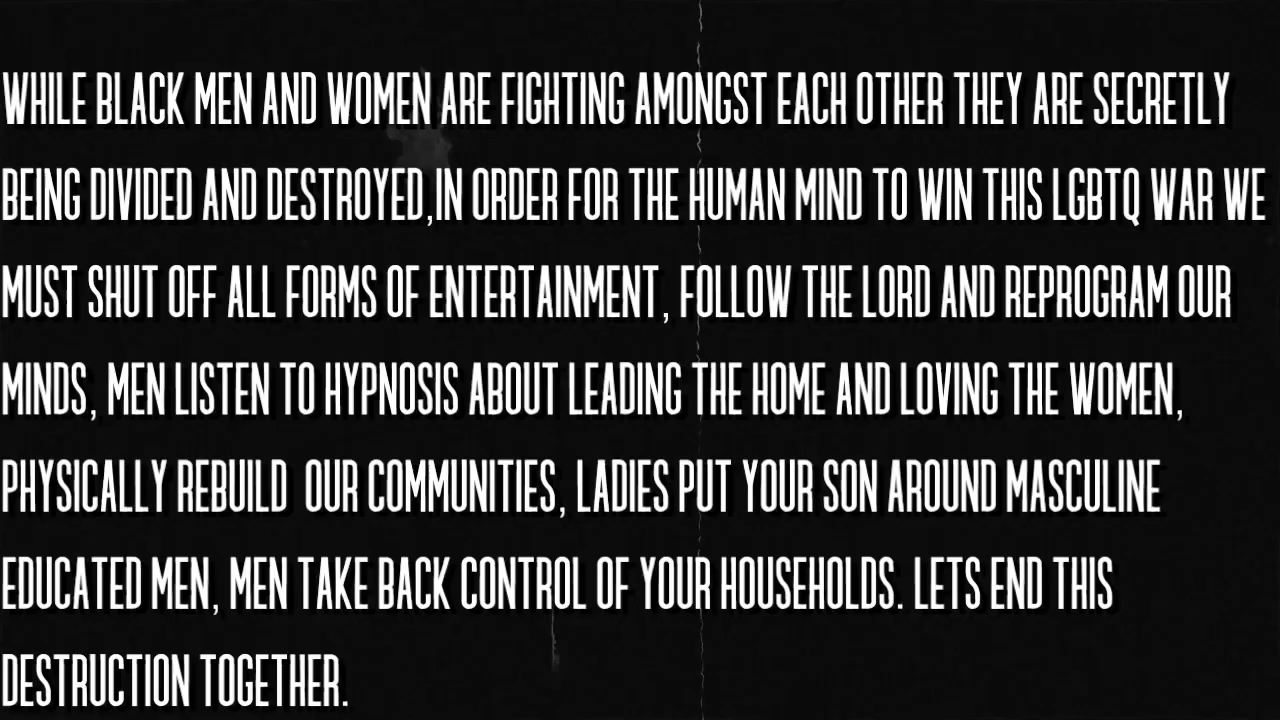 WHILE BLACK MEN AND WOMEN ARE FIGHTING AMONGST EACH OTHER THEY ARE SECRETLY
BEING DIVIDED AND DESTROYED,IN ORDER FOR THE HUMAN MIND TO WIN THIS LGBTQ WAR WE
MUST SHUT OFF ALL FORMS OF ENTERTAINMENT, FOLLOW THE LORD AND REPROGRAM OUR
MINDS, MEN LISTEN TO HYPNOSIS ABOUT LEADING THE HOME AND LOVING THE WOMEN,
PHYSICALLY REBUILD OUR COMMUNITIES, LADIES PUT YOUR SON AROUND MASCULINE
EDUCATED MEN, MEN TAKE BACK CONTROL OF YOUR HOUSEHOLDS. LETS END THIS
DESTRUCTION TOGETHER.